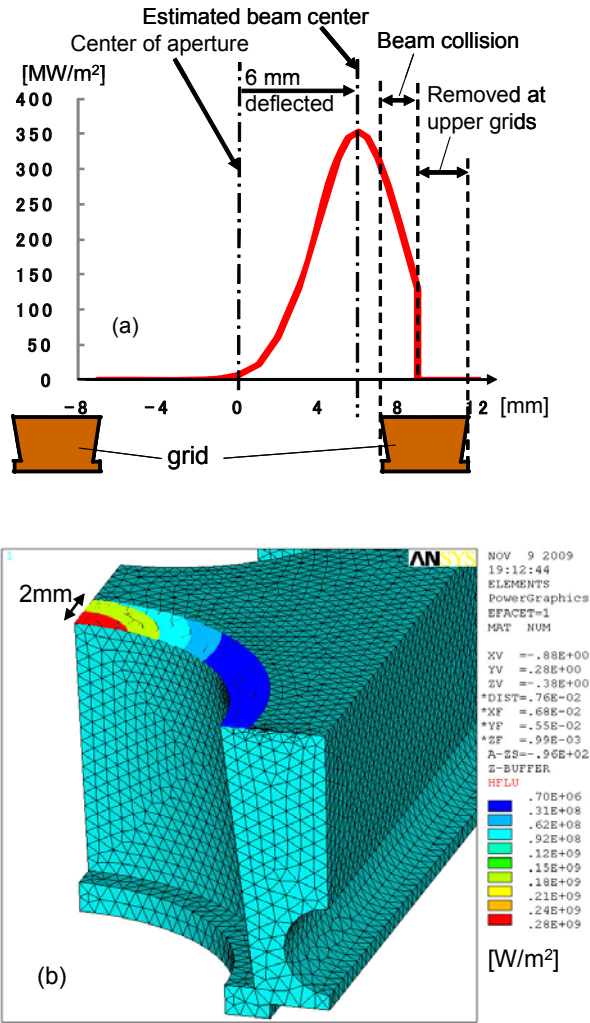 Estimated beam center
Center of aperture
Beam collision
[MW/m²]
6 mm
deflected
Removed at
upper grids
400
350
300
250
200
150
100
50
0
(a)
-8 -4 0 4 8 12 [mm]
grid
1
ANSYS
2mm
NOV 9 2009
19:12:44
ELEMENTS
PowerGraphics
EFACET=1
MAT NUM
XV =-.88E+00
YV =.28E+00
ZV =-.38E+00
*DIST=.76E-02
*XF =.68E-02
*YF =.55E-02
*ZF =.99E-03
A-ZS=-.96E+02
Z-BUFFER
HFLU
.70E+06
.31E+08
.62E+08
.92E+08
.12E+09
.15E+09
.18E+09
.21E+09
.24E+09
.28E+09
[W/m²]
(b)